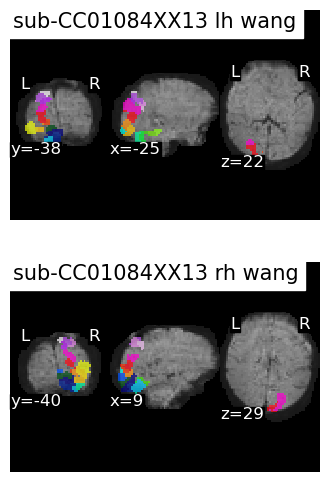 sub-CC01084XX13 lh wang
L R L R
y=-38 x=-25 z=22
sub-CC01084XX13 rh wang
L R L R
y=-40 x=9 z=29